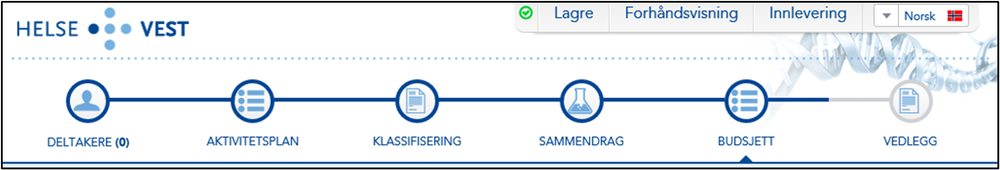 HELSE VEST
Lagre Forhåndsvisning Innlevering Norsk
DELTAKERE (0) AKTIVITETSPLAN KLASSIFISERING SAMMENDRAG BUDSJETT VEDLEGG